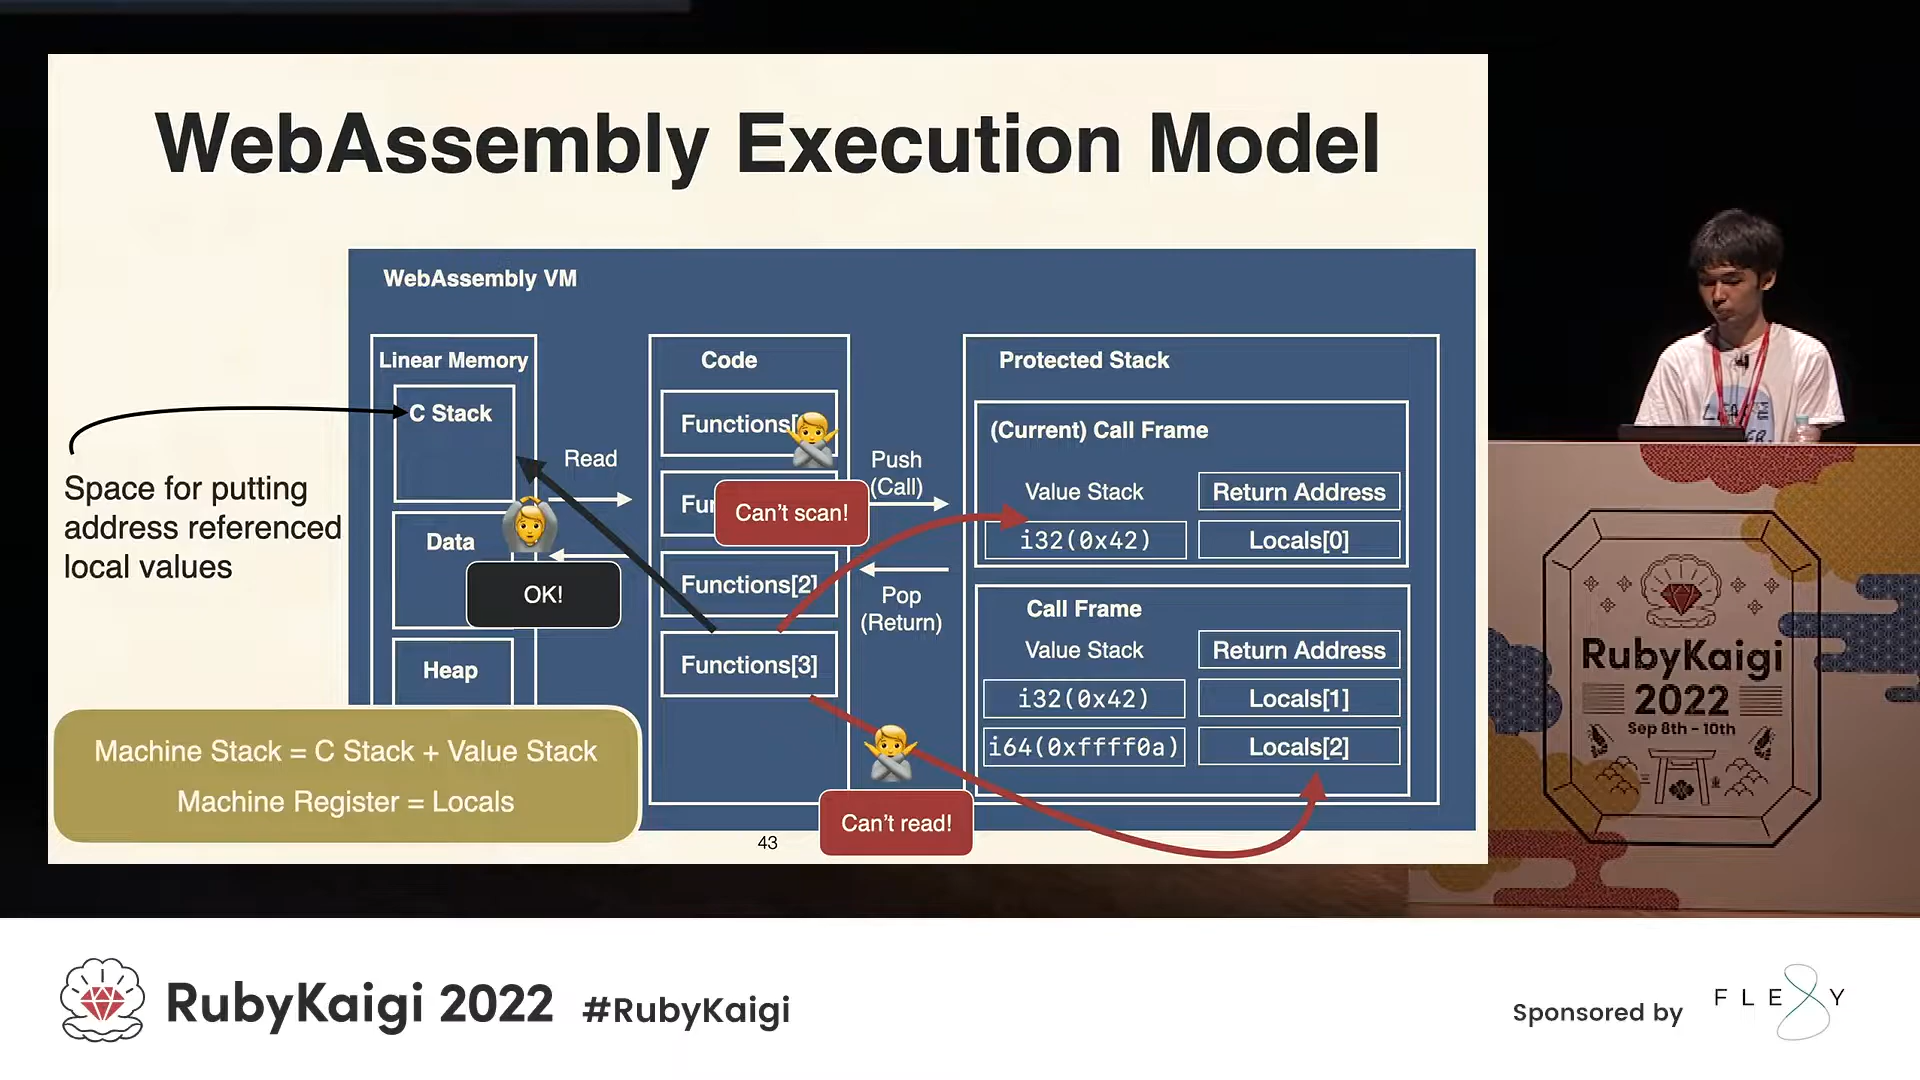 WebAssembly Execution Model
WebAssembly VM
Linear Memory
C Stack
Data
Heap
Space for putting
address referenced
local values
Read
OK!
Code
Functions[
Fun
Can't scan!
Functions[2]
Functions[3]
Push
(Call)
Pop
(Return)
Can't read!
Protected Stack
(Current) Call Frame
Value Stack
Return Address
i32(0x42)
Locals[0]
Call Frame
Value Stack
Return Address
i32(0x42)
Locals[1]
i64(0xffff0a)
Locals[2]
Machine Stack = C Stack + Value Stack
Machine Register = Locals
43
RubyKaigi
2022
Sep 8th - 10th
RubyKaigi 2022 #RubyKaigi
Sponsored by FLEXY